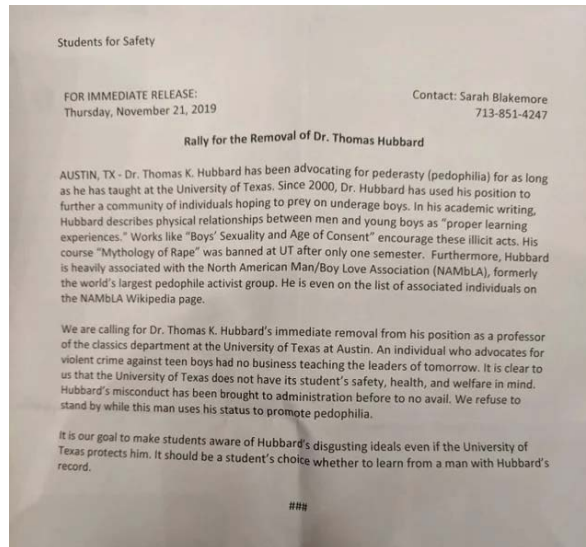 Students for Safety
FOR IMMEDIATE RELEASE:
Contact: Sarah Blakemore
Thursday, November 21, 2019
713-851-4247
Rally for the Removal of Dr. Thomas Hubbard
AUSTIN, TX - Dr. Thomas K. Hubbard has been advocating for pederasty (pedophilia) for as long
as he has taught at the University of Texas. Since 2000, Dr. Hubbard has used his position to
further a community of individuals hoping to prey on underage boys. In his academic writing,
Hubbard describes physical relationships between men and young boys as “proper learning
experiences.” Works like “Boys’ Sexuality and Age of Consent” encourage these illicit acts. His
course “Mythology of Rape” was banned at UT after only one semester. Furthermore, Hubbard
is heavily associated with the North American Man/Boy Love Association (NAMbLA), formerly
the world’s largest pedophile activist group. He is even on the list of associated individuals on
the NAMbLA Wikipedia page.
We are calling for Dr. Thomas K. Hubbard’s immediate removal from his position as a professor
of the classics department at the University of Texas at Austin. An individual who advocates for
violent crime against teen boys had no business teaching the leaders of tomorrow. It is clear to
us that the University of Texas does not have its student’s safety, health, and welfare in mind.
Hubbard’s misconduct has been brought to administration before to no avail. We refuse to
stand by while this man uses his status to promote pedophilia.
It is our goal to make students aware of Hubbard’s disgusting ideals even if the University of
Texas protects him. It should be a student’s choice whether to learn from a man with Hubbard’s
record.
###